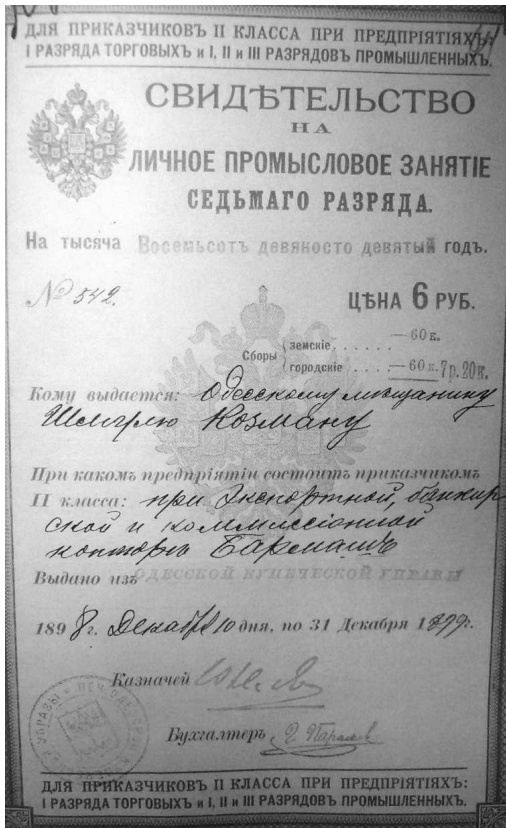 ДЛЯ ПРИКАЗЧИКОВЪ II КЛАССА ПРИ ПРЕДПРІЯТІЯХЪ:
I РАЗРЯДА ТОРГОВЫХЪ и I, II и III РАЗРЯДОВЪ ПРОМЫШЛЕННЫХЪ.
СВИДѢТЕЛЬСТВО
НА
ЛИЧНОЕ ПРОМЫСЛОВОЕ ЗАНЯТІЕ
СЕДЬМАГО РАЗРЯДА.
На тысяча Восемьсотъ девяносто девятый годъ.
№ 542.
ЦѢНА 6 РУБ.
Сборы
земскіе . . . . . . —60 к.
городскіе . . . . —60 к. 7 р. 20 к.
Кому выдается: Одесскому мѣщанину
Козману
При какомъ предпріятіи состоитъ приказчикомъ
II класса: при Экспортной, банкир
ской и коммиссіонной
конторѣ
Выдано изъ ОДЕССКОЙ КУПЕЧЕСКОЙ УПРАВЫ
1898 г. Декабря 10 дня, по 31 Декабря 1899 г.
Казначей
Бухгалтеръ
ДЛЯ ПРИКАЗЧИКОВЪ II КЛАССА ПРИ ПРЕДПРІЯТІЯХЪ:
I РАЗРЯДА ТОРГОВЫХЪ и I, II и III РАЗРЯДОВЪ ПРОМЫШЛЕННЫХЪ.